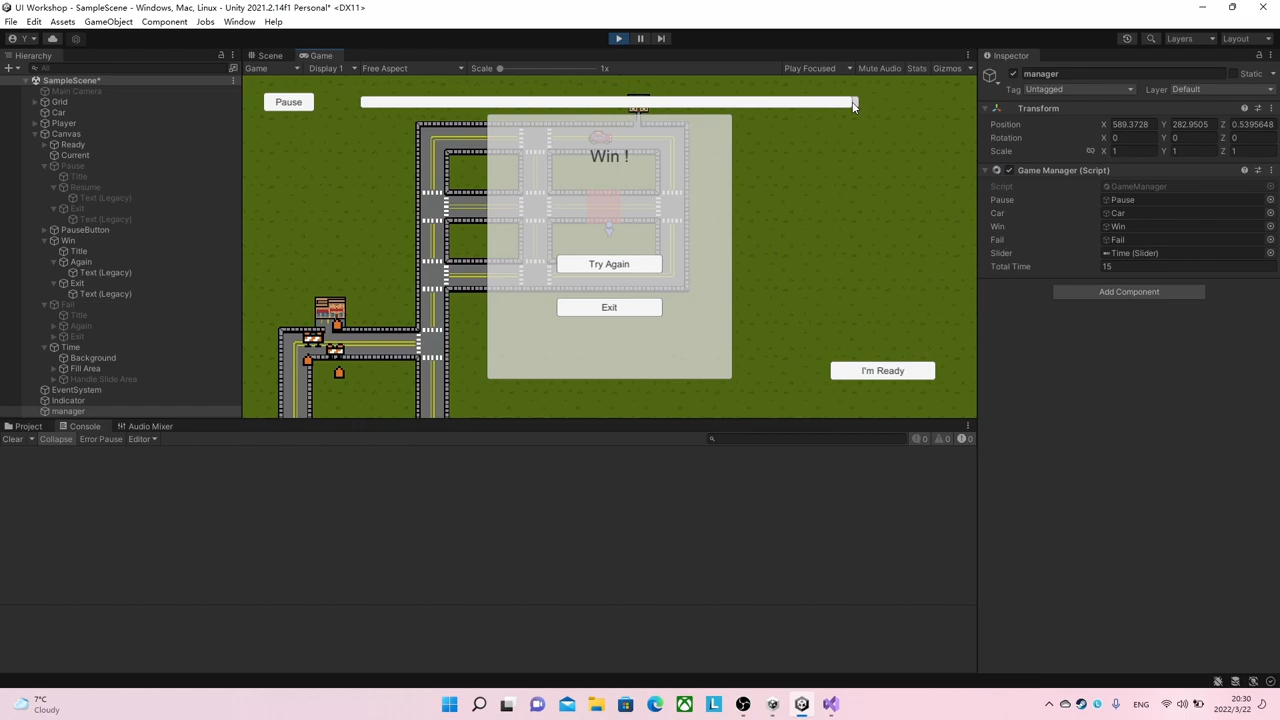 UI Workshop - SampleScene - Windows, Mac, Linux - Unity 2021.2.14f1 Personal* <DX11>
File Edit Assets GameObject Component Jobs Window Help
Y Layers Layout
Hierarchy Scene Game Inspector
All Game Display 1 Free Aspect Scale 1x Play Focused Mute Audio Stats Gizmos
manager Static
Tag Untagged Layer Default
SampleScene*
Main Camera
Grid
Car
Player
Canvas
Ready
Current
Pause
Title
Resume
Text (Legacy)
Exit
Text (Legacy)
PauseButton
Win
Title
Again
Text (Legacy)
Exit
Text (Legacy)
Fail
Title
Again
Exit
Time
Background
Fill Area
Handle Slide Area
EventSystem
Indicator
manager
Pause
Win !
Try Again
Exit
I'm Ready
Transform
Position X 589.3728 Y 282.9505 Z 0.5395648
Rotation X 0 Y 0 Z 0
Scale X 1 Y 1 Z 1
Game Manager (Script)
Script GameManager
Pause Pause
Car Car
Win Win
Fail Fail
Slider Time (Slider)
Total Time 15
Add Component
Project Console Audio Mixer
Clear Collapse Error Pause Editor 0 0 0
7°C
Cloudy
ENG
20:30
2022/3/22